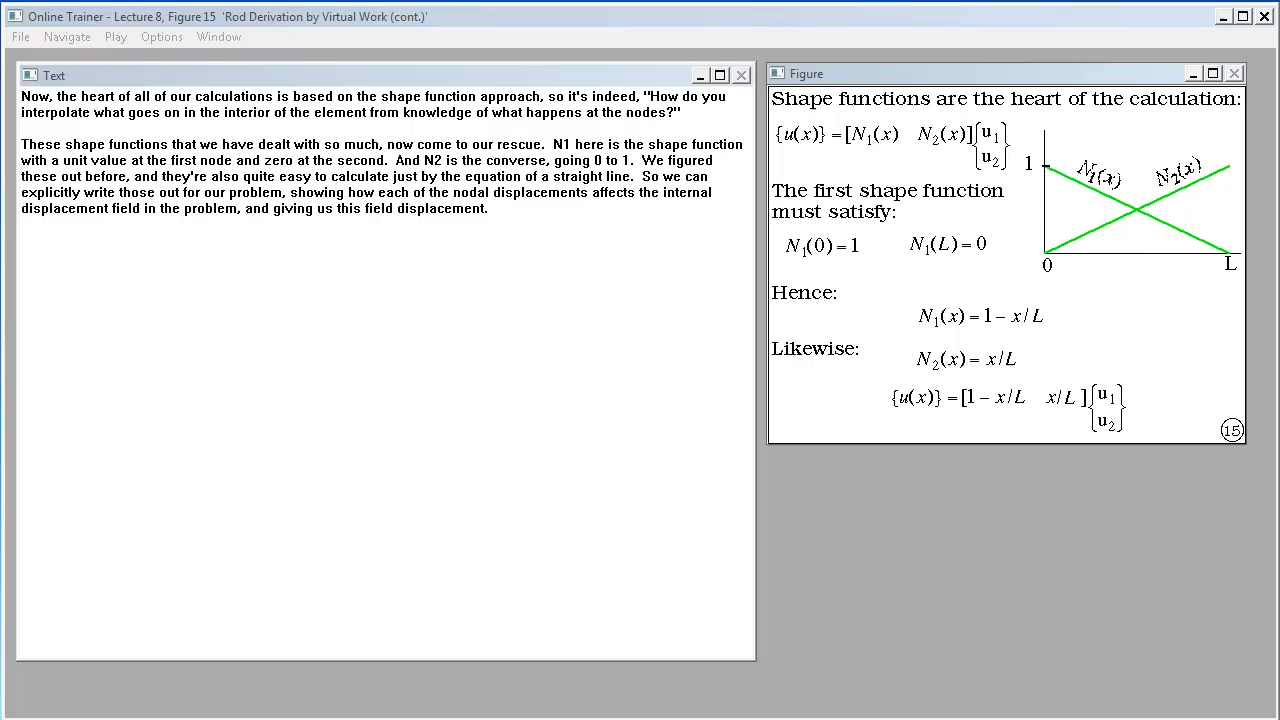 Online Trainer - Lecture 8, Figure 15  'Rod Derivation by Virtual Work (cont.)'
File Navigate Play Options Window
Text
Now, the heart of all of our calculations is based on the shape function approach, so it's indeed, "How do you
interpolate what goes on in the interior of the element from knowledge of what happens at the nodes?"
These shape functions that we have dealt with so much, now come to our rescue.  N1 here is the shape function
with a unit value at the first node and zero at the second.  And N2 is the converse, going 0 to 1.  We figured
these out before, and they're also quite easy to calculate just by the equation of a straight line.  So we can
explicitly write those out for our problem, showing how each of the nodal displacements affects the internal
displacement field in the problem, and giving us this field displacement.
Figure
Shape functions are the heart of the calculation:
{u(x)} = [N₁(x) N₂(x)]{u₁ u₂}
1
N₁(x) N₂(x)
0 L
The first shape function
must satisfy:
N₁(0) = 1 N₁(L) = 0
Hence:
N₁(x) = 1 – x/L
Likewise:
N₂(x) = x/L
{u(x)} = [1 – x/L x/L ]{u₁ u₂}
15